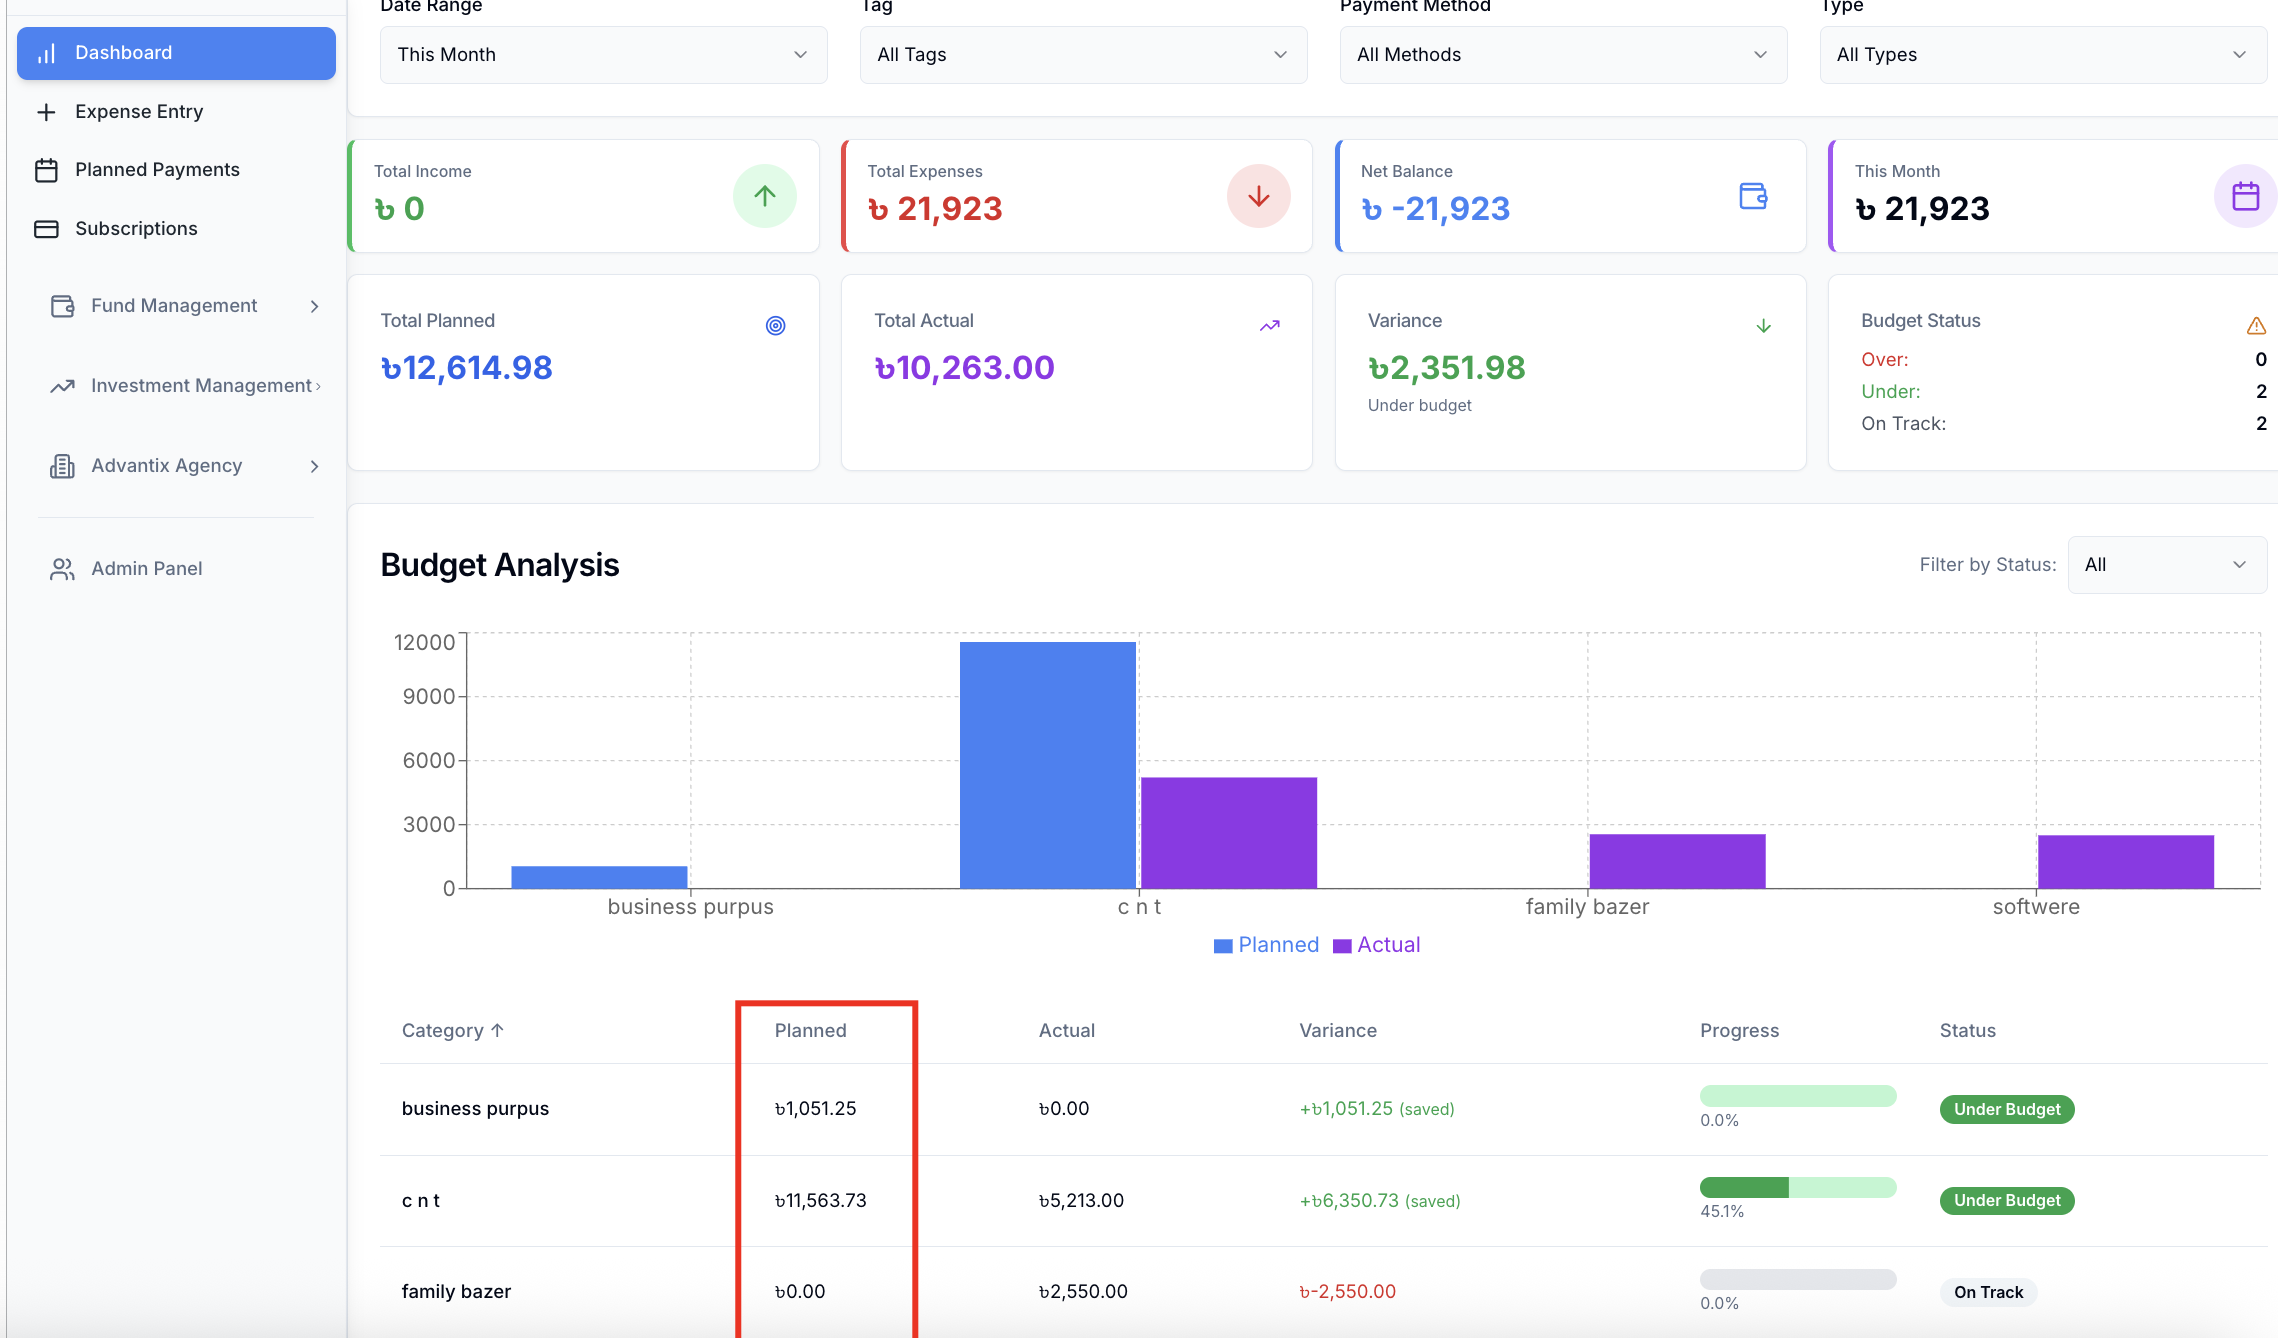 Date Range
Tag
Payment Method
Type
This Month
All Tags
All Methods
All Types
Dashboard
Expense Entry
Planned Payments
Subscriptions
Fund Management
Investment Management
Advantix Agency
Admin Panel
Total Income
৳ 0
Total Expenses
৳ 21,923
Net Balance
৳ -21,923
This Month
৳ 21,923
Total Planned
৳12,614.98
Total Actual
৳10,263.00
Variance
৳2,351.98
Under budget
Budget Status
Over: 0
Under: 2
On Track: 2
Budget Analysis
Filter by Status: All
12000
9000
6000
3000
0
business purpus
c n t
family bazer
softwere
Planned Actual
Category ↑ Planned Actual Variance Progress Status
business purpus ৳1,051.25 ৳0.00 +৳1,051.25 (saved) 0.0% Under Budget
c n t ৳11,563.73 ৳5,213.00 +৳6,350.73 (saved) 45.1% Under Budget
family bazer ৳0.00 ৳2,550.00 ৳-2,550.00 0.0% On Track